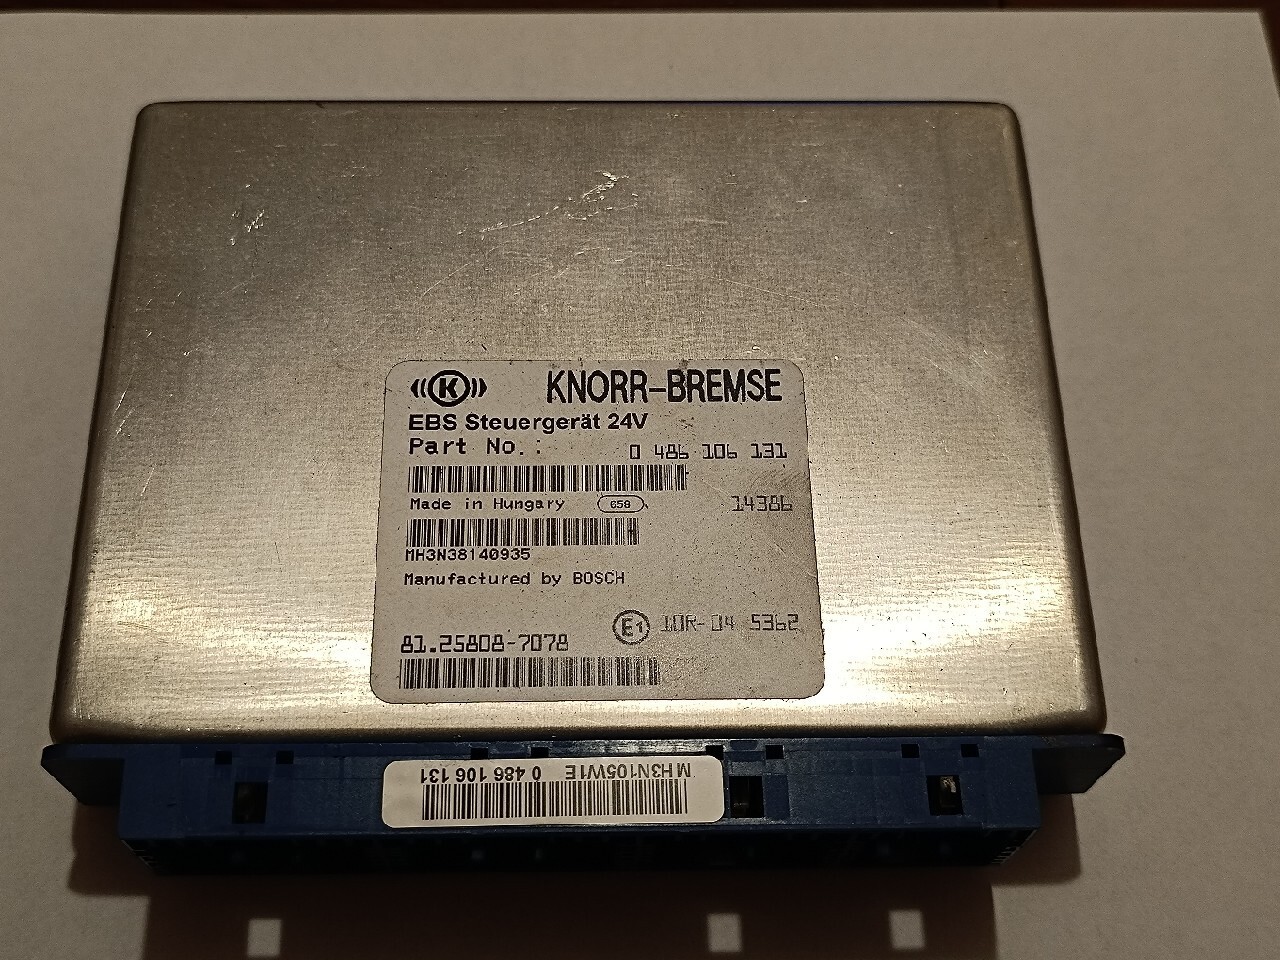 K KNORR-BREMSE
EBS Steuergerät 24V
Part No.: 0 486 106 131
Made in Hungary 658 14386
MH3N38140935
Manufactured by BOSCH
E1 10R-04 5362
81.25808-7078
MH3N105W1E 0 486 106 131